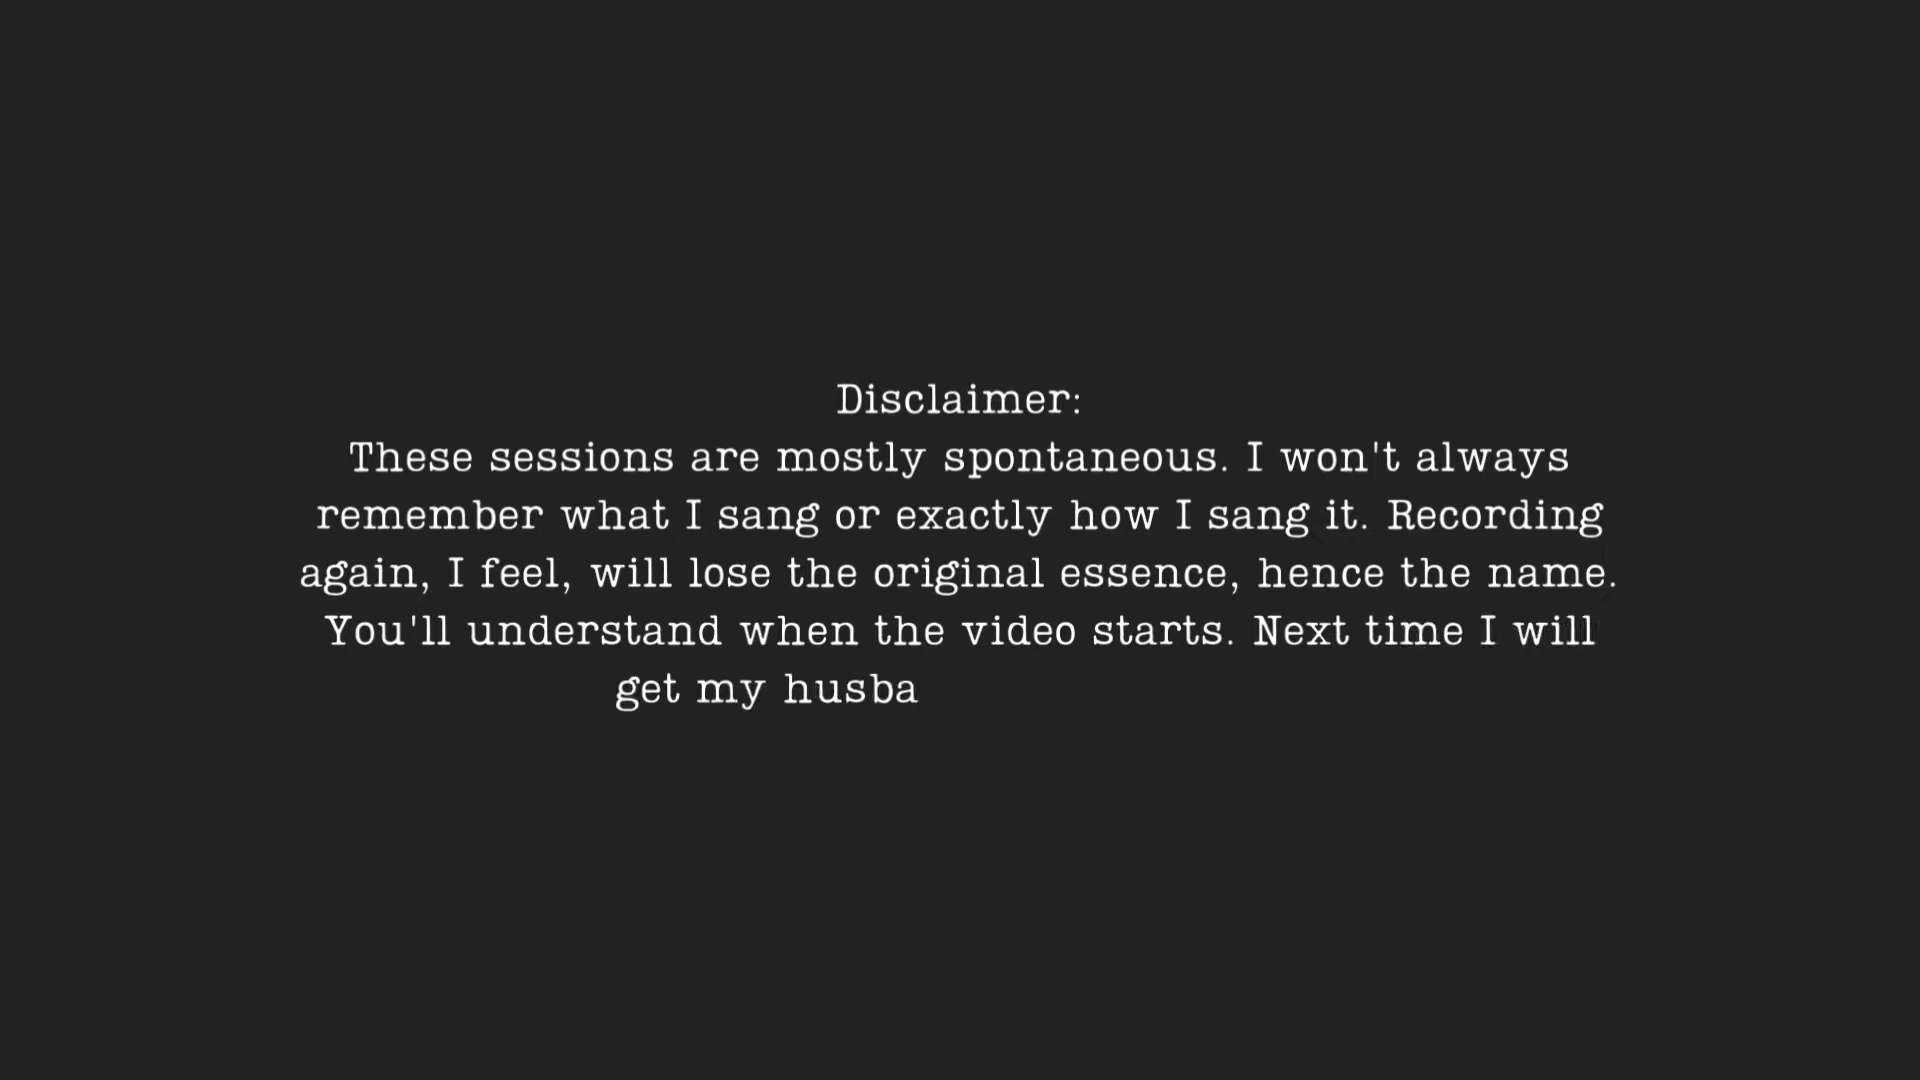 Disclaimer:
These sessions are mostly spontaneous. I won't always
remember what I sang or exactly how I sang it. Recording
again, I feel, will lose the original essence, hence the name.
You'll understand when the video starts. Next time I will
get my husba